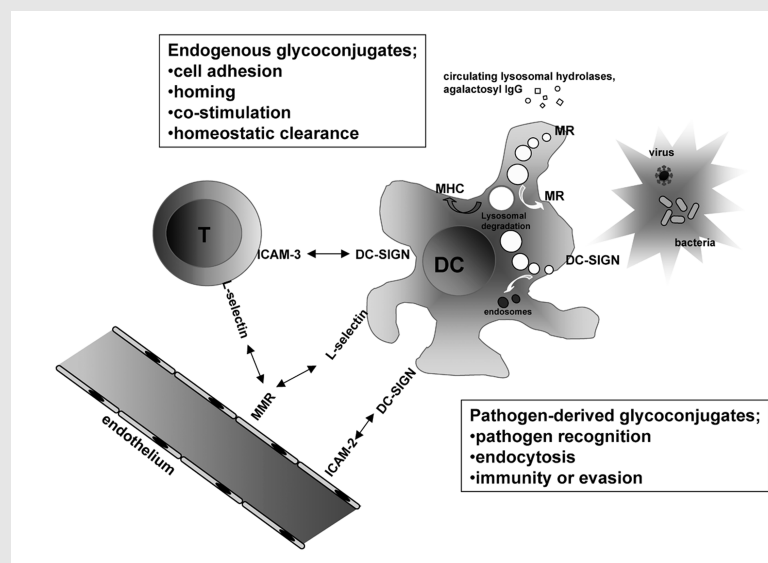 Endogenous glycoconjugates;
•cell adhesion
•homing
•co-stimulation
•homeostatic clearance
circulating lysosomal hydrolases,
agalactosyl IgG
MR
virus
MHC
MR
Lysosomal
degradation
bacteria
T
ICAM-3
DC-SIGN
DC
DC-SIGN
endosomes
L-selectin
L-selectin
MMR
DC-SIGN
ICAM-2
endothelium
Pathogen-derived glycoconjugates;
•pathogen recognition
•endocytosis
•immunity or evasion